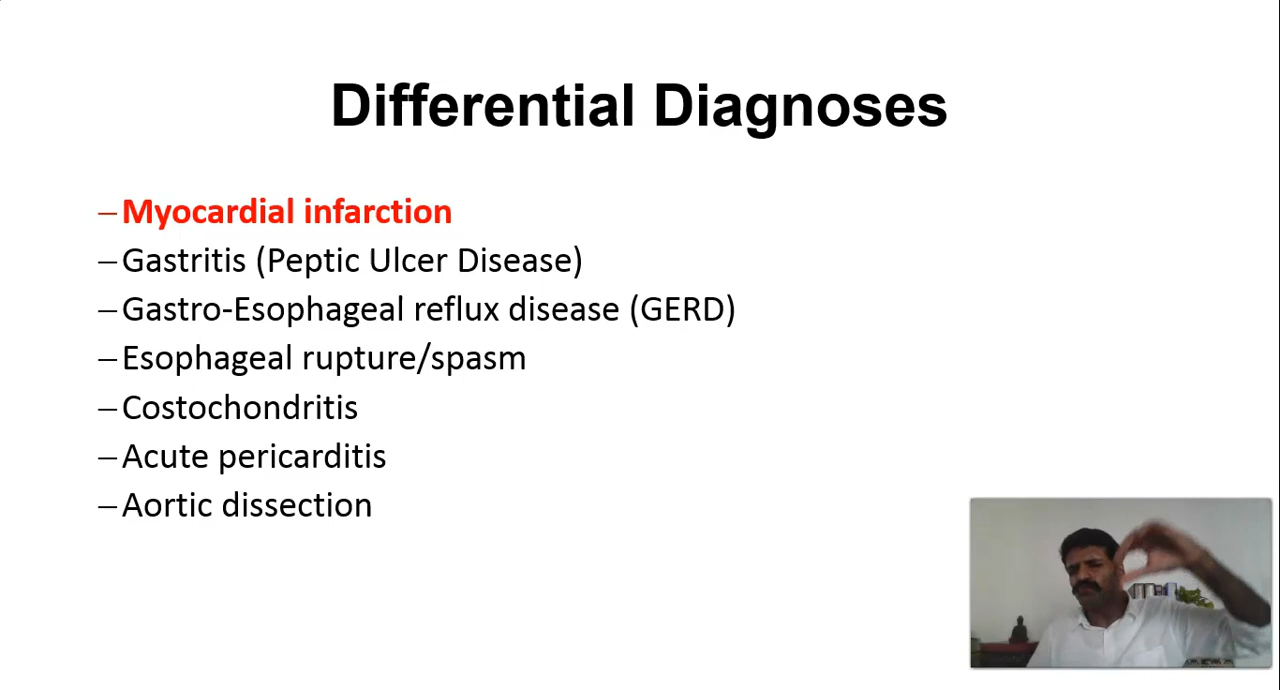 Differential Diagnoses
–Myocardial infarction
–Gastritis (Peptic Ulcer Disease)
–Gastro-Esophageal reflux disease (GERD)
–Esophageal rupture/spasm
–Costochondritis
–Acute pericarditis
–Aortic dissection